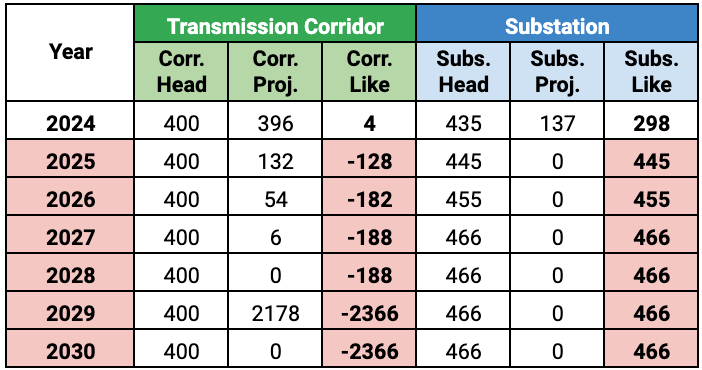 Year Transmission Corridor Substation
Corr. Head Corr. Proj. Corr. Like Subs. Head Subs. Proj. Subs. Like
2024 400 396 4 435 137 298
2025 400 132 -128 445 0 445
2026 400 54 -182 455 0 455
2027 400 6 -188 466 0 466
2028 400 0 -188 466 0 466
2029 400 2178 -2366 466 0 466
2030 400 0 -2366 466 0 466